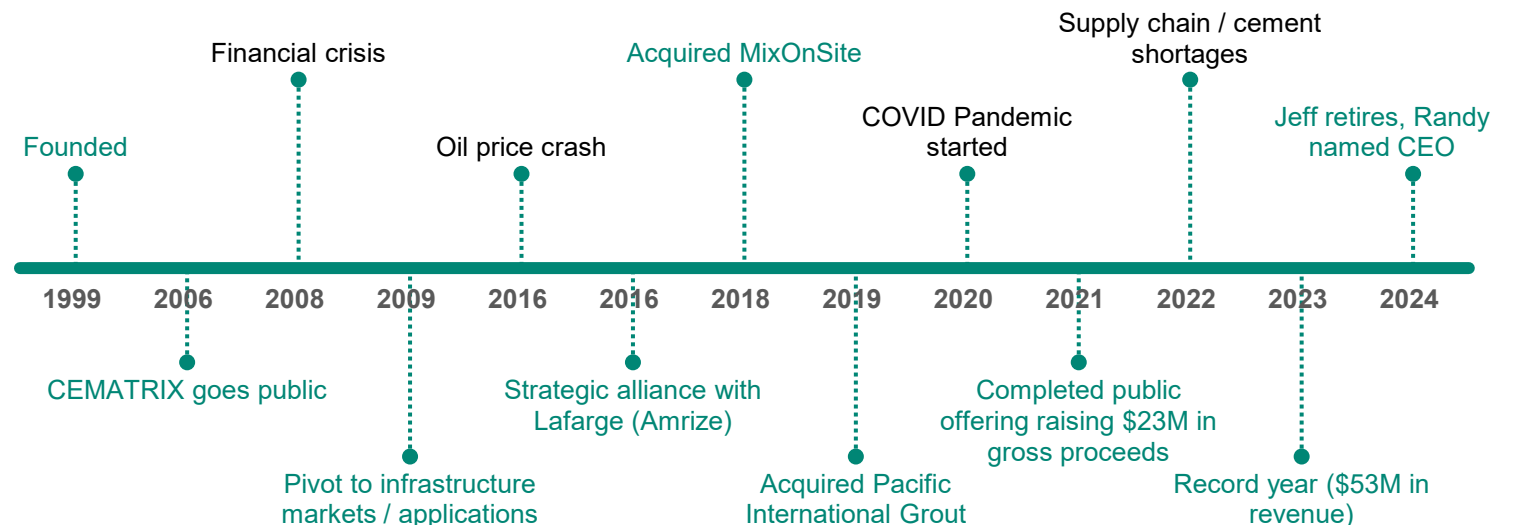 Supply chain / cement
shortages
Financial crisis
Acquired MixOnSite
COVID Pandemic
started
Jeff retires, Randy
named CEO
Founded
Oil price crash
1999 2006 2008 2009 2016 2016 2018 2019 2020 2021 2022 2023 2024
CEMATRIX goes public
Strategic alliance with
Lafarge (Amrize)
Completed public
offering raising $23M in
gross proceeds
Pivot to infrastructure
markets / applications
Acquired Pacific
International Grout
Record year ($53M in
revenue)